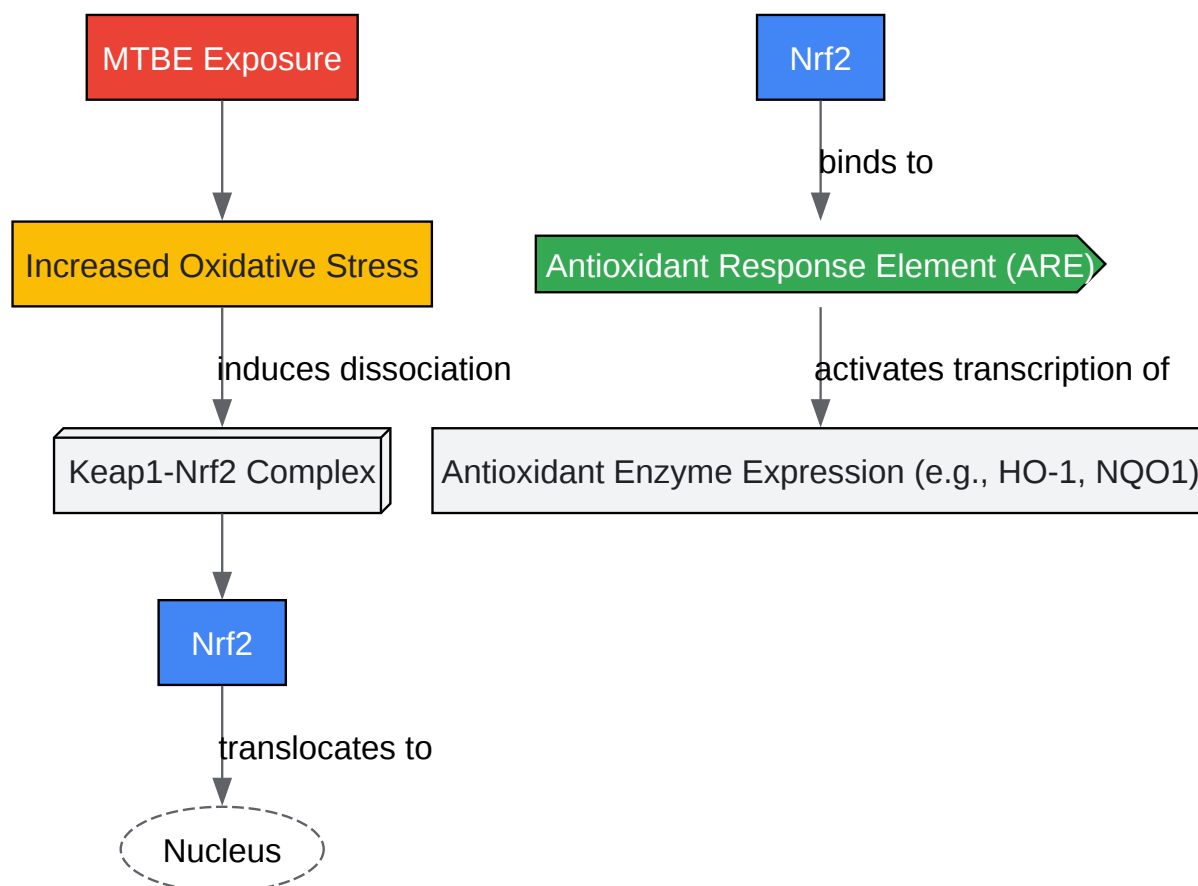 MTBE Exposure
Increased Oxidative Stress
induces dissociation
Keap1-Nrf2 Complex
Nrf2
translocates to
Nucleus
Nrf2
binds to
Antioxidant Response Element (ARE)
activates transcription of
Antioxidant Enzyme Expression (e.g., HO-1, NQO1)